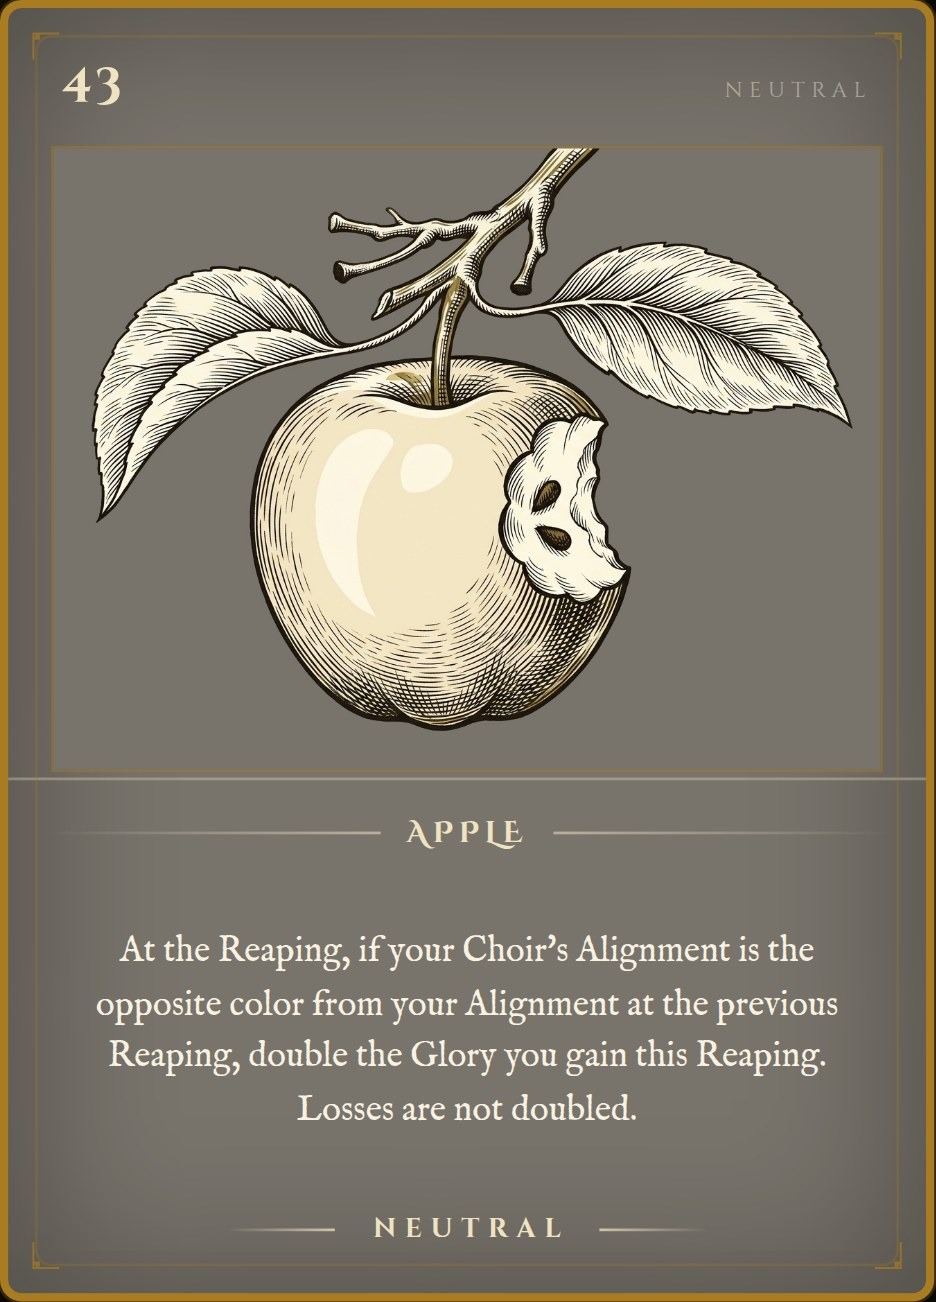 43
NEUTRAL
APPLE
At the Reaping, if your Choir's Alignment is the
opposite color from your Alignment at the previous
Reaping, double the Glory you gain this Reaping.
Losses are not doubled.
NEUTRAL